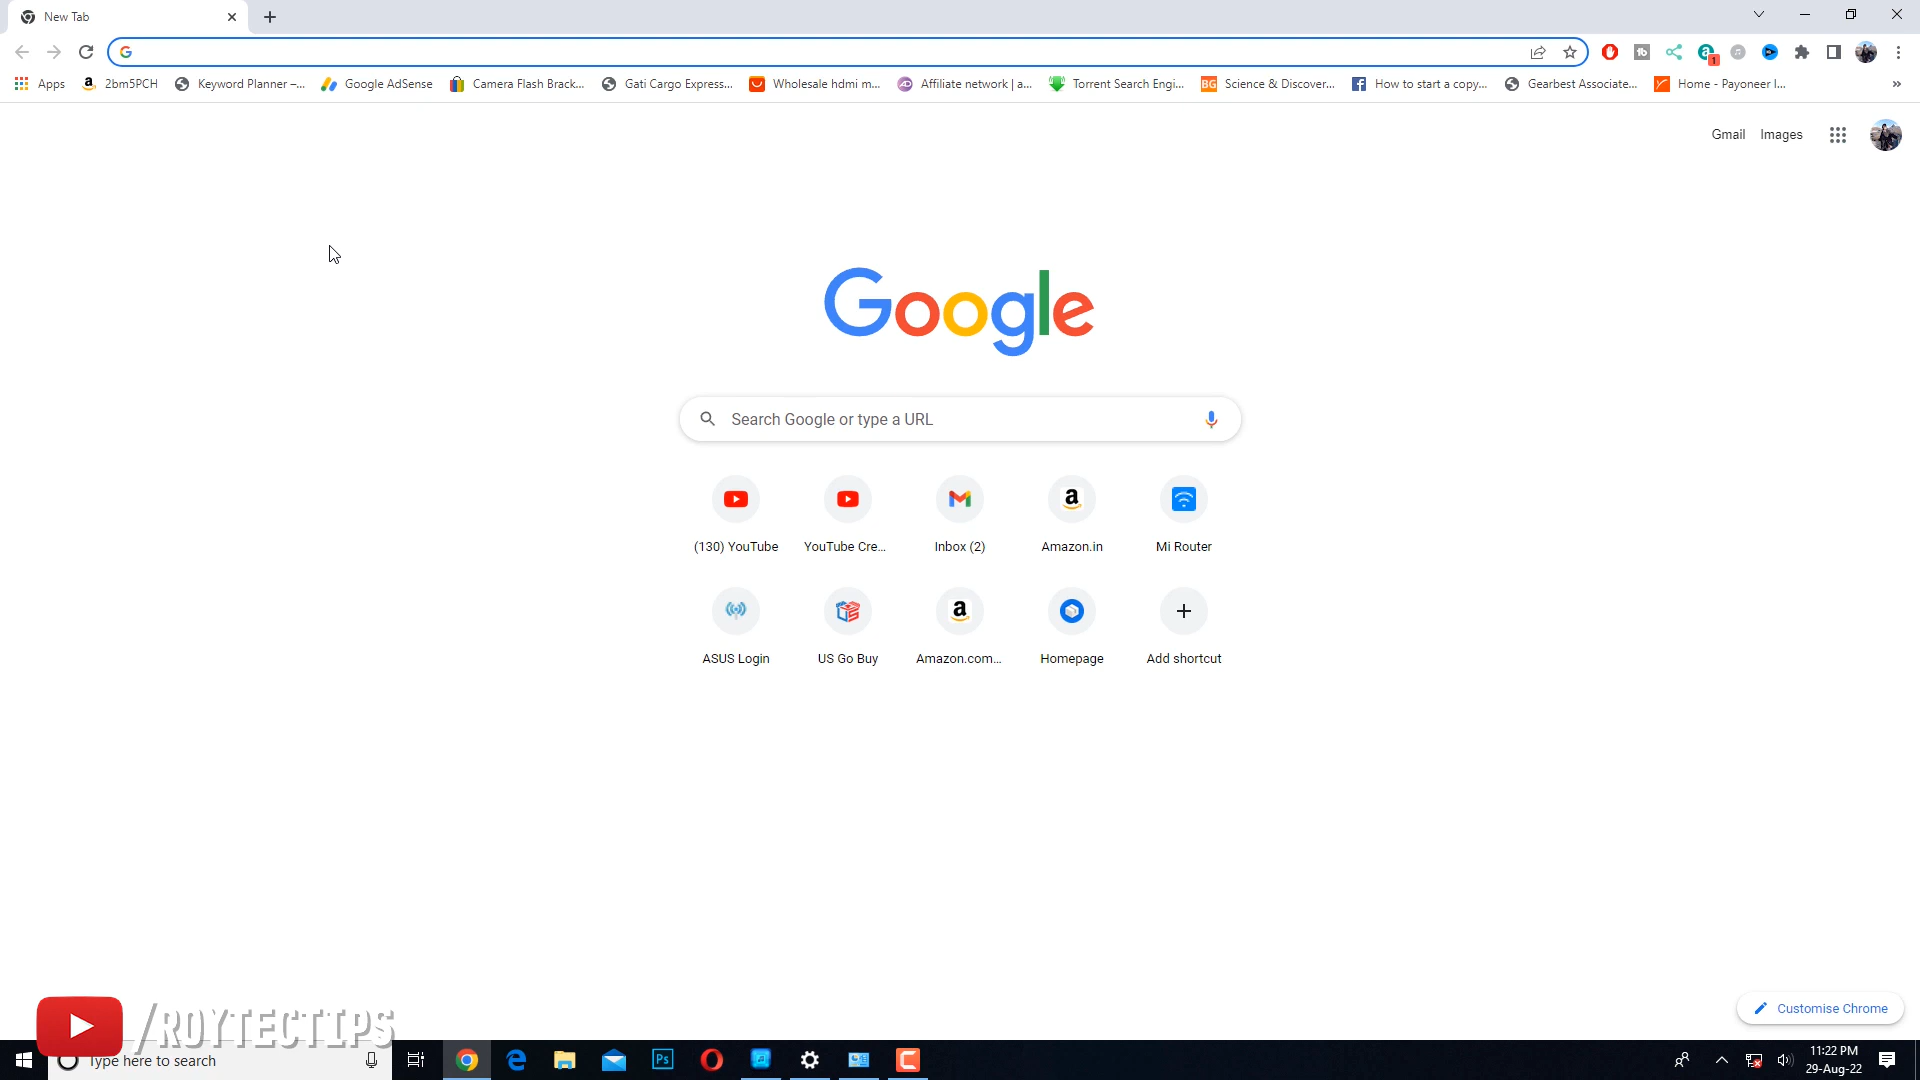 New Tab
Apps
2bm5PCH
Keyword Planner –...
Google AdSense
Camera Flash Brack...
Gati Cargo Express...
Wholesale hdmi m...
Affiliate network | a...
Torrent Search Engi...
Science & Discover...
How to start a copy...
Gearbest Associate...
Home - Payoneer I...
Gmail
Images
Google
Search Google or type a URL
(130) YouTube
YouTube Cre...
Inbox (2)
Amazon.in
Mi Router
ASUS Login
US Go Buy
Amazon.com...
Homepage
Add shortcut
Customise Chrome
/ROYTECTIPS
Type here to search
Ps
11:22 PM
29-Aug-22